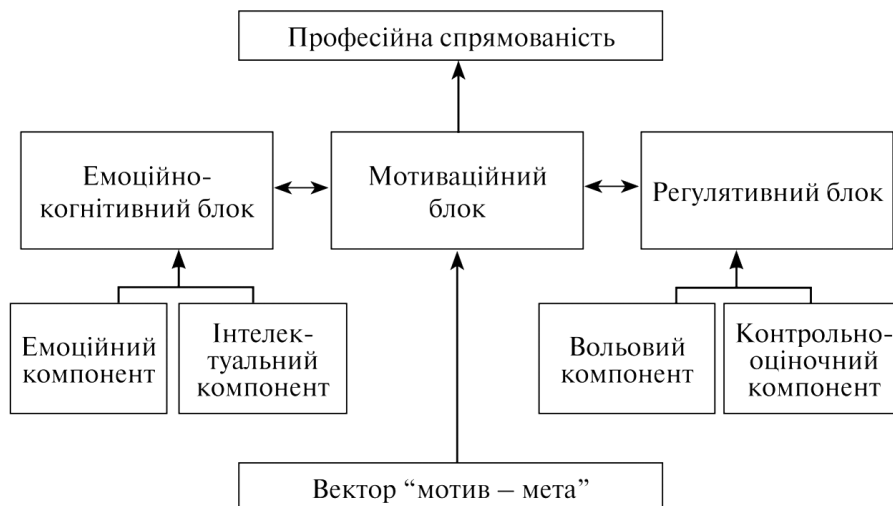 Професійна спрямованість
Емоційно-
когнітивний блок
Мотиваційний
блок
Регулятивний блок
Емоційний
компонент
Інтелек-
туальний
компонент
Вольовий
компонент
Контрольно-
оціночний
компонент
Вектор “мотив – мета”